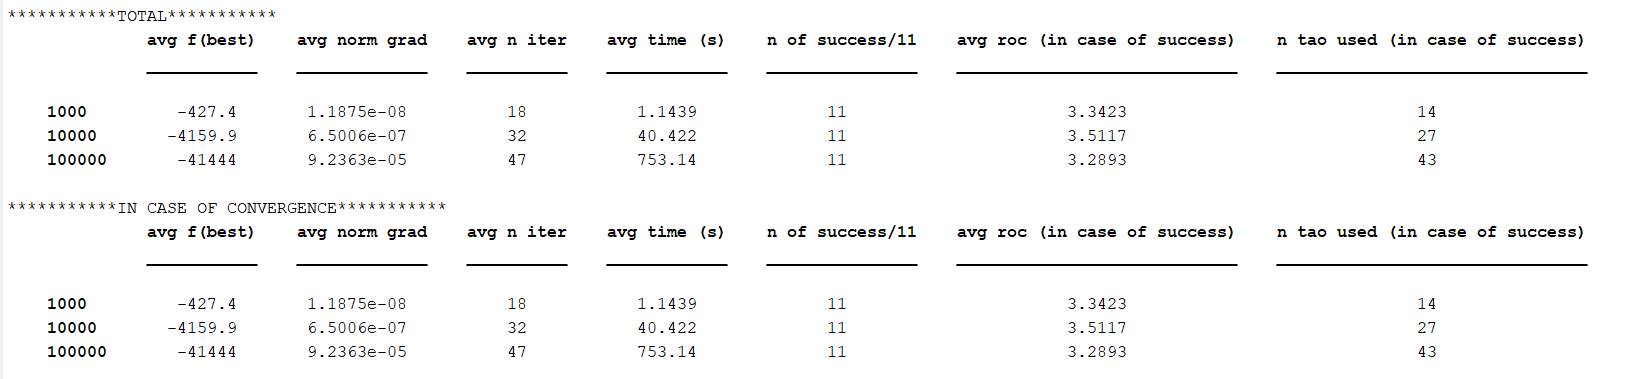 ***********TOTAL***********
avg f(best) avg norm grad avg n iter avg time (s) n of success/11 avg roc (in case of success) n tao used (in case of success)
1000 -427.4 1.1875e-08 18 1.1439 11 3.3423 14
10000 -4159.9 6.5006e-07 32 40.422 11 3.5117 27
100000 -41444 9.2363e-05 47 753.14 11 3.2893 43
***********IN CASE OF CONVERGENCE***********
avg f(best) avg norm grad avg n iter avg time (s) n of success/11 avg roc (in case of success) n tao used (in case of success)
1000 -427.4 1.1875e-08 18 1.1439 11 3.3423 14
10000 -4159.9 6.5006e-07 32 40.422 11 3.5117 27
100000 -41444 9.2363e-05 47 753.14 11 3.2893 43